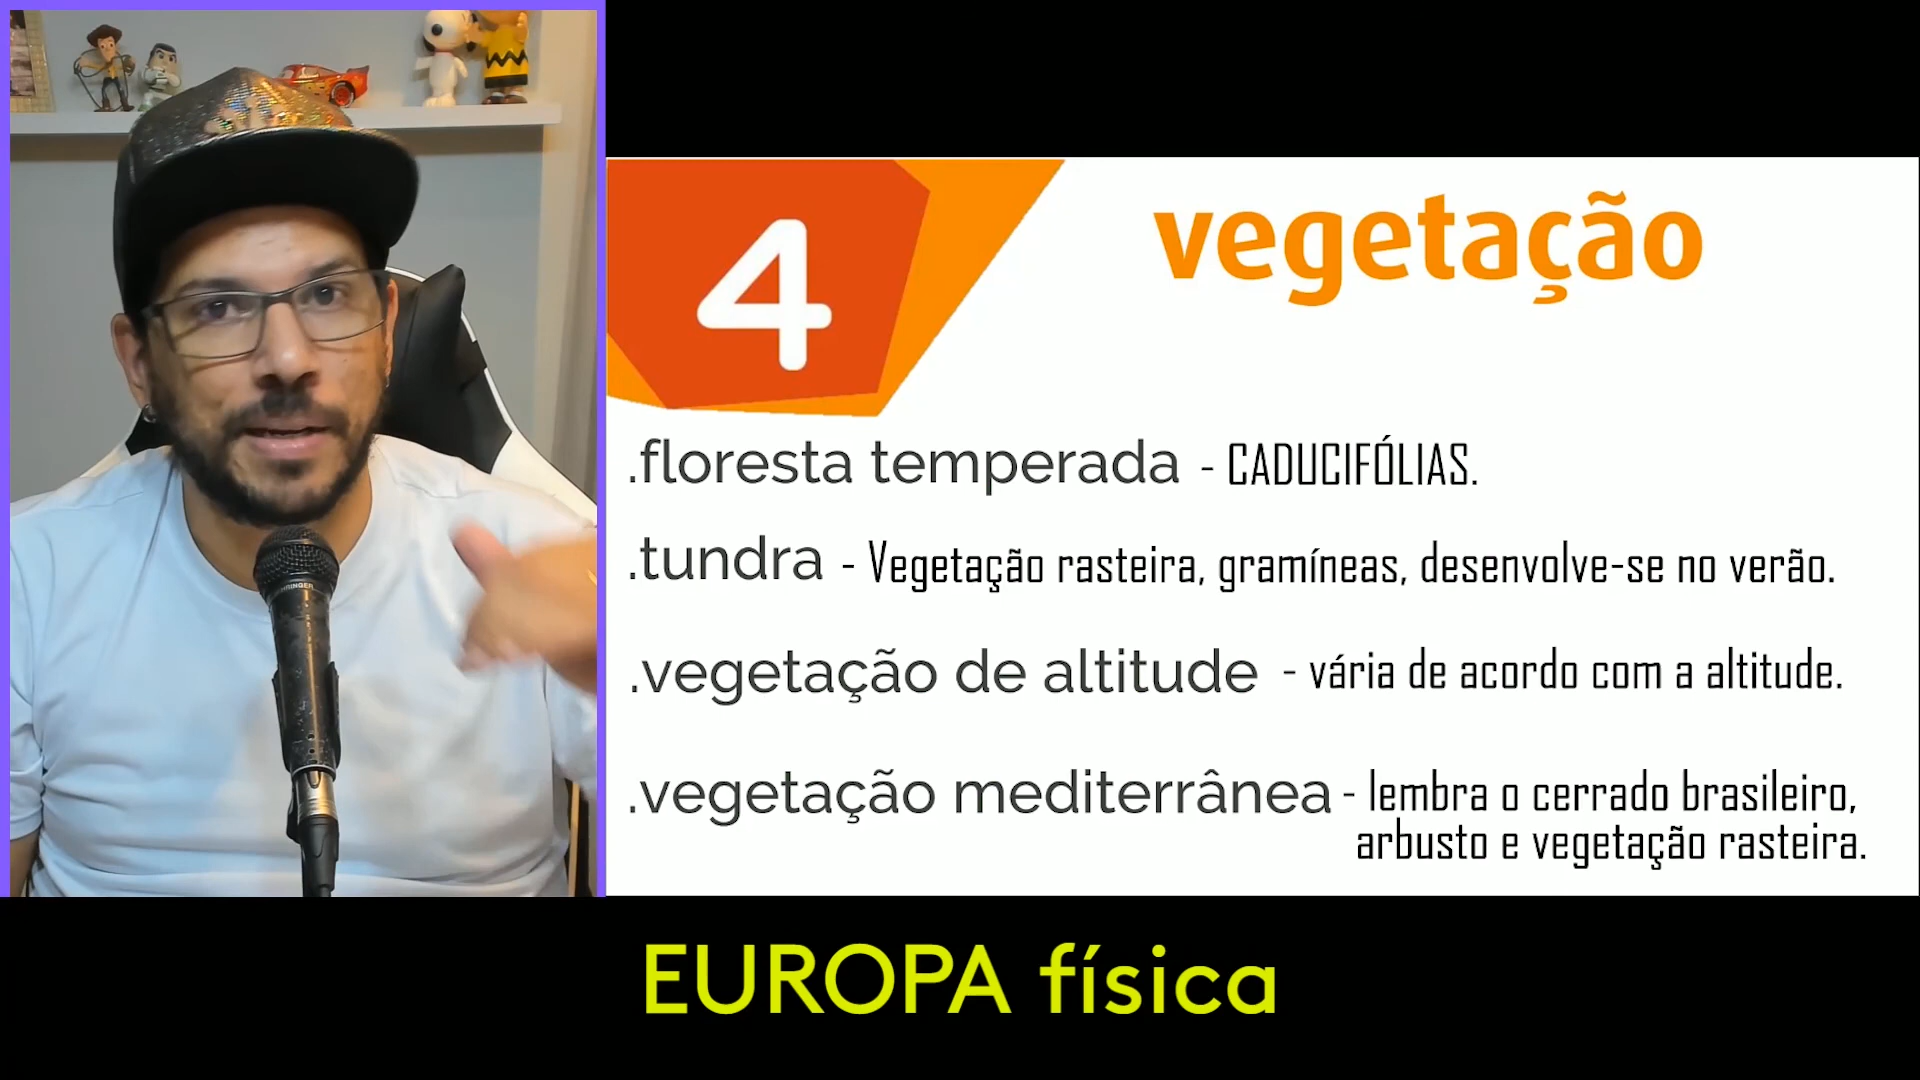 4
vegetação
.floresta temperada - CADUCIFÓLIAS.
.tundra - Vegetação rasteira, gramíneas, desenvolve-se no verão.
.vegetação de altitude - vária de acordo com a altitude.
.vegetação mediterrânea - lembra o cerrado brasileiro,
arbusto e vegetação rasteira.
EUROPA física